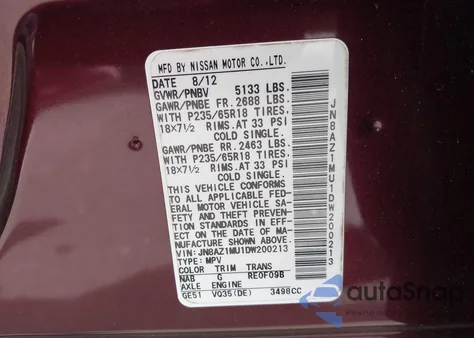 MFD BY NISSAN MOTOR CO.,LTD.
DATE 8/12
GVWR/PNBV 5133 LBS.
GAWR/PNBE FR. 2688 LBS.
WITH P235/65R18 TIRES.
18×7½ RIMS. AT 33 PSI
COLD SINGLE.
GAWR/PNBE RR. 2463 LBS.
WITH P235/65R18 TIRES.
18×7½ RIMS. AT 33 PSI
COLD SINGLE.
THIS VEHICLE CONFORMS
TO ALL APPLICABLE FED-
ERAL MOTOR VEHICLE SA-
FETY AND THEFT PREVEN-
TION STANDARDS IN EFF-
ECT ON THE DATE OF MA-
NUFACTURE SHOWN ABOVE.
VIN:JN8AZ1MU1DW200213
TYPE:MPV
COLOR TRIM TRANS
NAB G RE0F09B
GE51 VQ35(DE) 3498CC
JN8AZ1MU1DW200213
autoSnap